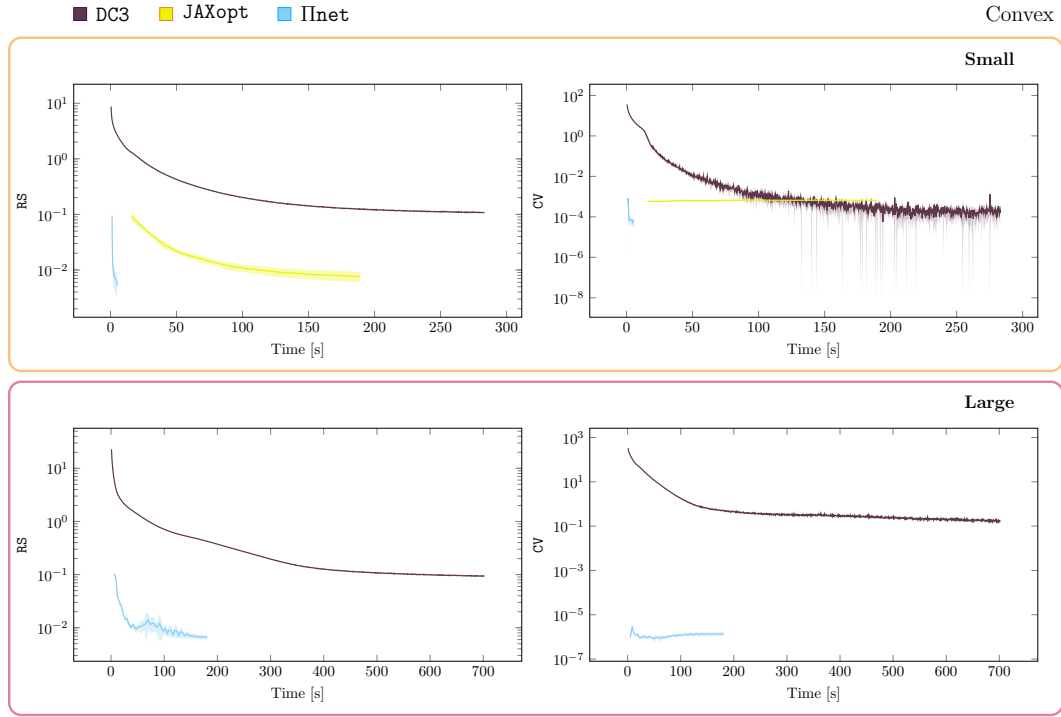 DC3 JAXopt Πnet Convex
Small
10^1
10^0
10^−1
10^−2
RS
0 50 100 150 200 250 300
Time [s]
10^2
10^0
10^−2
10^−4
10^−6
10^−8
CV
0 50 100 150 200 250 300
Time [s]
Large
10^1
10^0
10^−1
10^−2
RS
0 100 200 300 400 500 600 700
Time [s]
10^3
10^1
10^−1
10^−3
10^−5
10^−7
CV
0 100 200 300 400 500 600 700
Time [s]